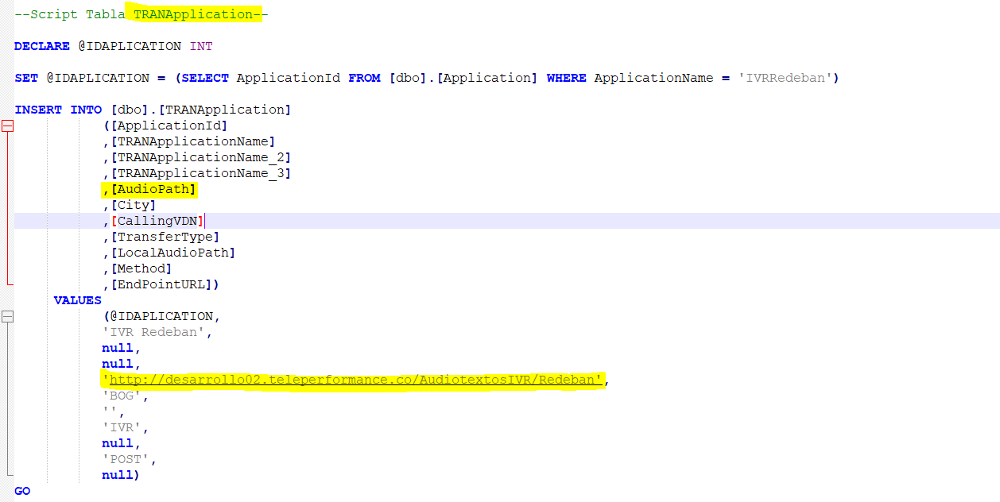 --Script Tabla TRANApplication--
DECLARE @IDAPLICATION INT
SET @IDAPLICATION = (SELECT ApplicationId FROM [dbo].[Application] WHERE ApplicationName = 'IVRRedeban')
INSERT INTO [dbo].[TRANApplication]
([ApplicationId]
,[TRANApplicationName]
,[TRANApplicationName_2]
,[TRANApplicationName_3]
,[AudioPath]
,[City]
,[CallingVDN]
,[TransferType]
,[LocalAudioPath]
,[Method]
,[EndPointURL])
VALUES
(@IDAPLICATION,
'IVR Redeban',
null,
null,
'http://desarrollo02.teleperformance.co/AudiotextosIVR/Redeban',
'BOG',
'',
'IVR',
null,
'POST',
null)
GO